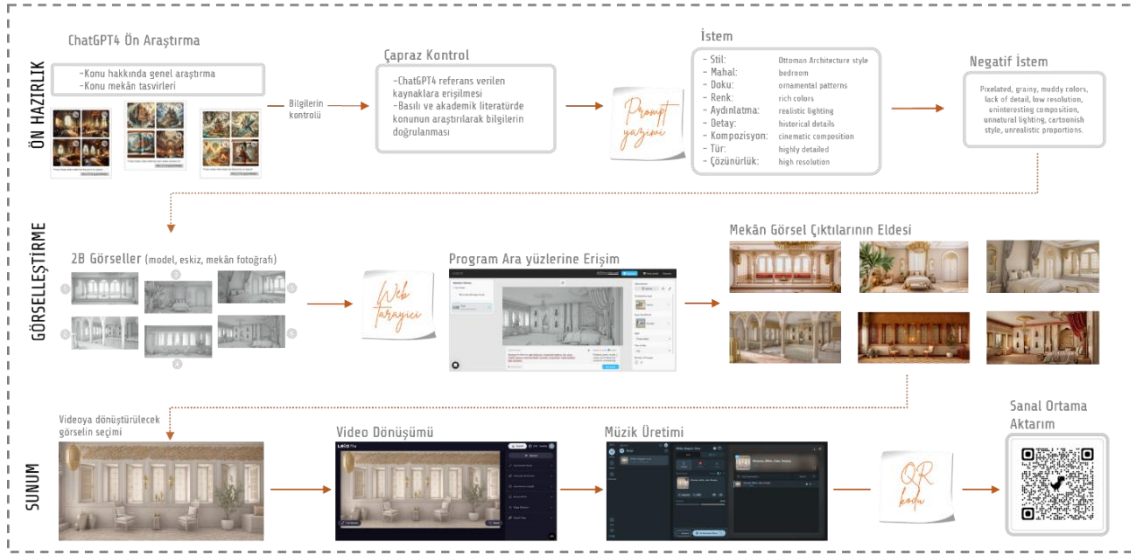 ChatGPT4 Ön Araştırma
-Konu hakkında genel araştırma
-Konu mekân tasvirleri
ÖN HAZIRLIK
Bilgilerin
kontrolü
Çapraz Kontrol
-ChatGPT4 referans verilen
kaynaklara erişilmesi
-Basılı ve akademik literatürde
konunun araştırılarak bilgilerin
doğrulanması
Prompt
yazimi
İstem
- Stil: Ottoman Architecture style
- Mahal: bedroom
- Doku: ornamental patterns
- Renk: rich colors
- Aydınlatma: realistic lighting
- Detay: historical details
- Kompozisyon: cinematic composition
- Tür: highly detailed
- Çözünürlük: high resolution
Negatif İstem
Pixelated, grainy, muddy colors,
lack of detail, low resolution,
uninteresting composition,
unnatural lighting, cartoonish
style, unrealistic proportions.
GÖRSELLEŞTİRME
2B Görseller (model, eskiz, mekân fotoğrafı)
Web
tarayici
Program Ara yüzlerine Erişim
Mekân Görsel Çıktılarının Eldesi
SUNUM
Videoya dönüştürülecek
görselin seçimi
Video Dönüşümü
Müzik Üretimi
QR
kodu
Sanal Ortama
Aktarım